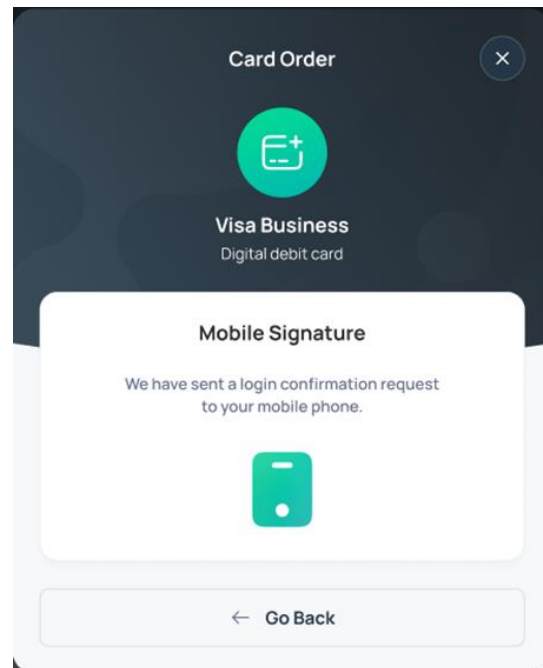 Card Order
Visa Business
Digital debit card
Mobile Signature
We have sent a login confirmation request
to your mobile phone.
Go Back